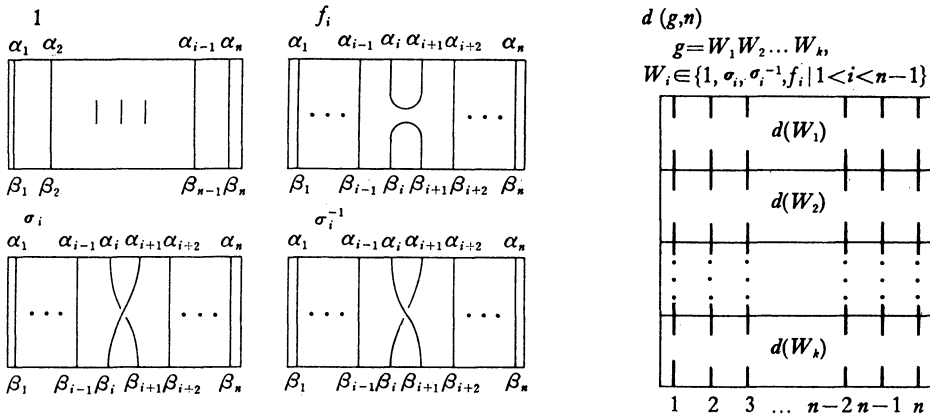 1
α₁ α₂ αᵢ₋₁ αₙ
β₁ β₂ βₙ₋₁ βₙ
fᵢ
α₁ αᵢ₋₁ αᵢ αᵢ₊₁ αᵢ₊₂ αₙ
. . . . . .
β₁ βᵢ₋₁ βᵢ βᵢ₊₁ βᵢ₊₂ βₙ
σᵢ
α₁ αᵢ₋₁ αᵢ αᵢ₊₁ αᵢ₊₂ αₙ
. . . . . .
β₁ βᵢ₋₁ βᵢ βᵢ₊₁ βᵢ₊₂ βₙ
σᵢ⁻¹
α₁ αᵢ₋₁ αᵢ αᵢ₊₁ αᵢ₊₂ αₙ
. . . . . .
β₁ βᵢ₋₁ βᵢ βᵢ₊₁ βᵢ₊₂ βₙ
d (g,n)
g=W₁W₂... Wₖ,
Wᵢ∈{1, σᵢ, σᵢ⁻¹, fᵢ | 1<i<n−1}
d(W₁)
d(W₂)
d(Wₖ)
1 2 3 ... n−2 n−1 n